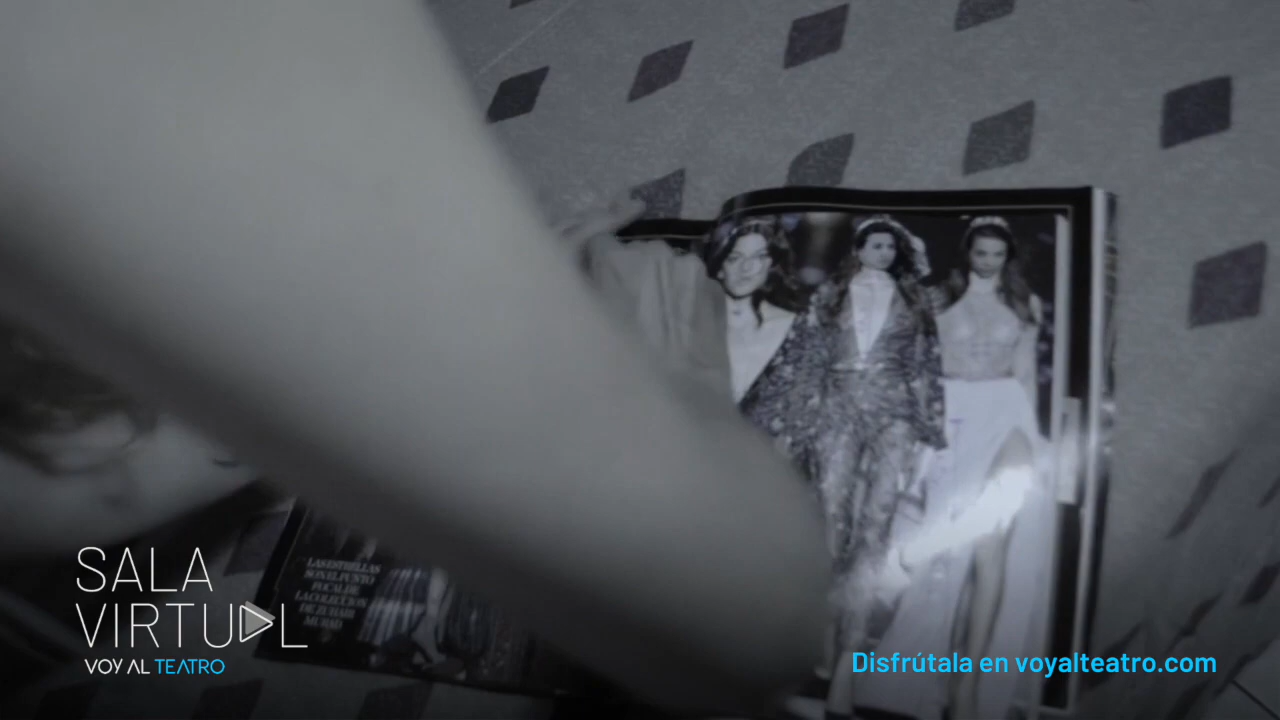 LAS ESTRELLAS
SON EL PUNTO
FOCAL DE
LA COLECCIÓN
DE ZUHAIR
MURAD
SALA
VIRTUAL
VOY AL TEATRO
Disfrútala en voyalteatro.com